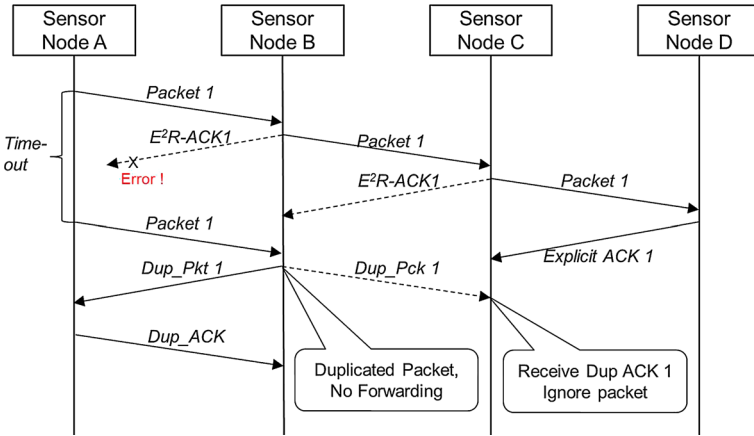 Sensor
Node A
Sensor
Node B
Sensor
Node C
Sensor
Node D
Packet 1
E²R-ACK1
Packet 1
Time-
out
X
Error !
E²R-ACK1
Packet 1
Packet 1
Explicit ACK 1
Dup_Pkt 1
Dup_Pck 1
Dup_ACK
Duplicated Packet,
No Forwarding
Receive Dup ACK 1
Ignore packet